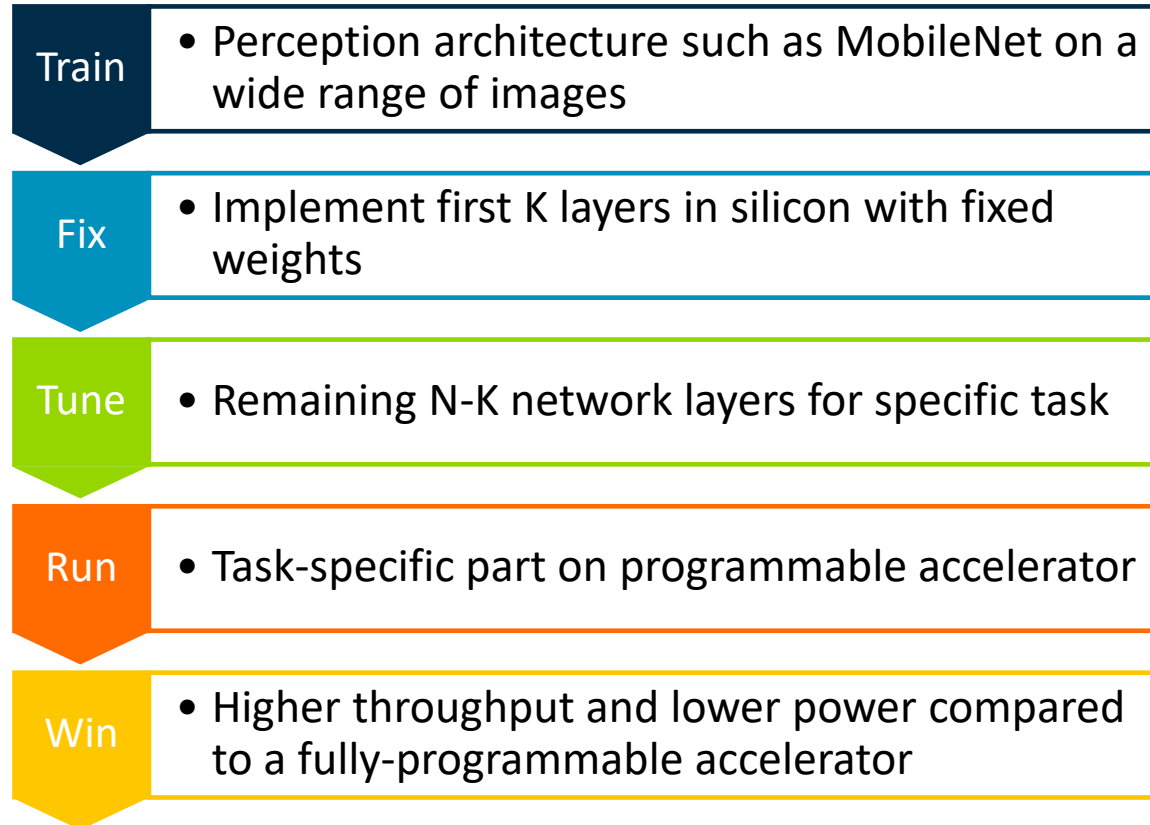 Train
• Perception architecture such as MobileNet on a
wide range of images
Fix
• Implement first K layers in silicon with fixed
weights
Tune
• Remaining N-K network layers for specific task
Run
• Task-specific part on programmable accelerator
Win
• Higher throughput and lower power compared
to a fully-programmable accelerator